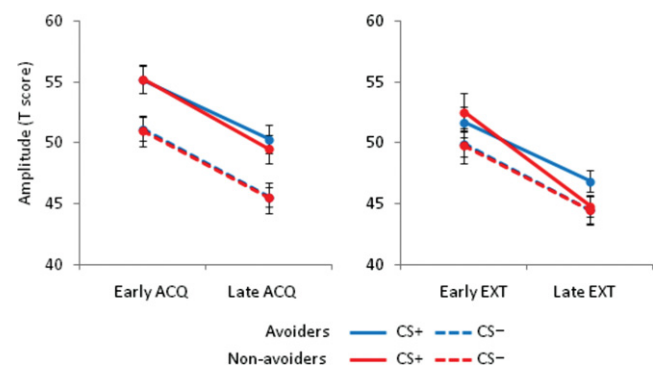 Amplitude (T score)
60
55
50
45
40
Early ACQ Late ACQ
60
55
50
45
40
Early EXT Late EXT
Avoiders CS+ CS−
Non-avoiders CS+ CS−